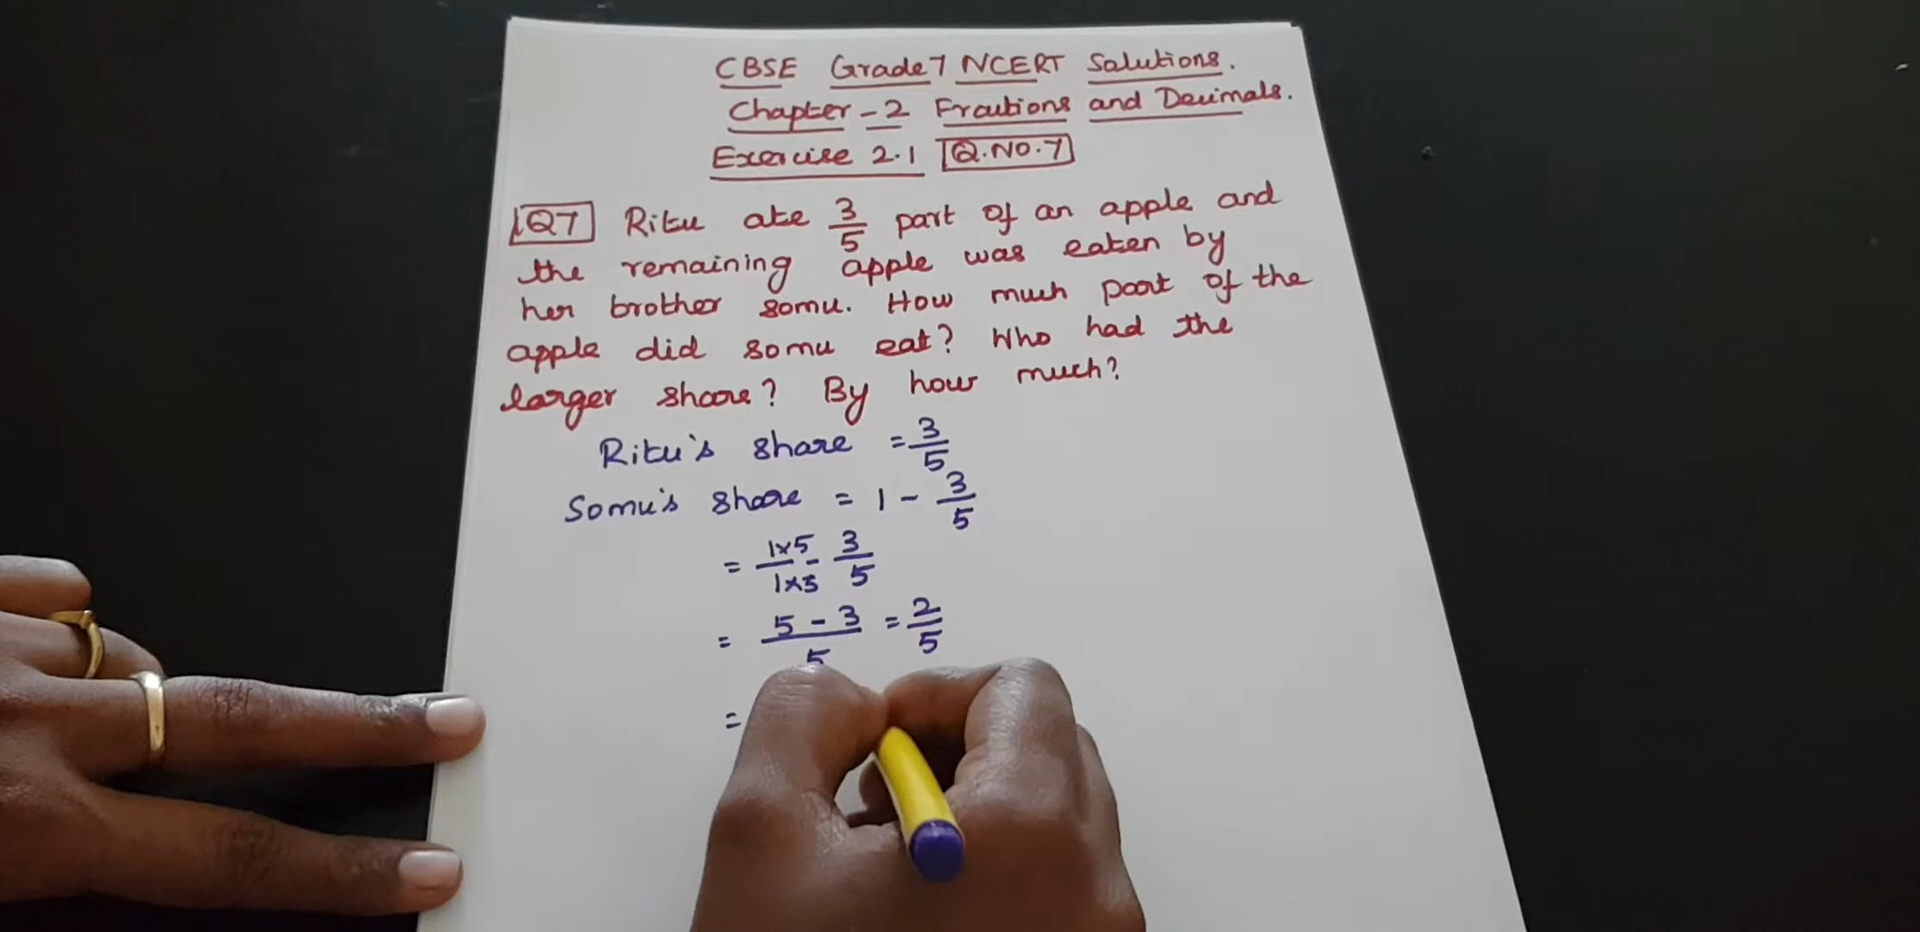 CBSE Grade 7 NCERT Solutions.
Chapter - 2 Fractions and Decimals.
Exercise 2.1 Q.NO.7
Q7 Ritu ate 3/5 part of an apple and
the remaining apple was eaten by
her brother somu. How much part of the
apple did somu eat? Who had the
larger share? By how much?
Ritu's share = 3/5
Somu's share = 1 - 3/5
= 1×5/1×5 - 3/5
= 5 - 3/5 = 2/5
=